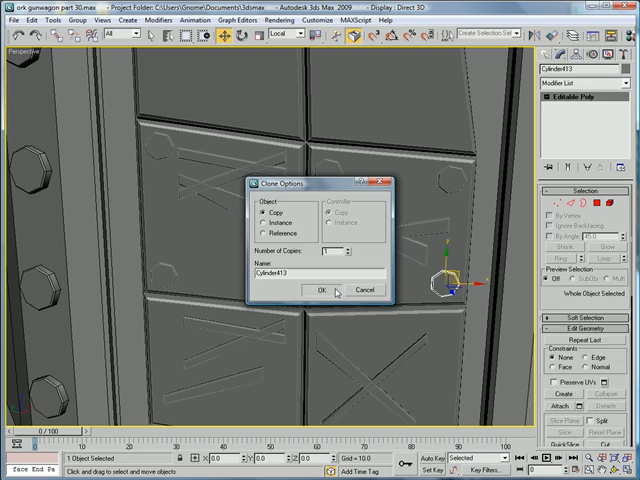 ork gunwagon part 30.max - Project Folder: C:\Users\Gnome\Documents\3dsmax - Autodesk 3ds Max 2009 - Display : Direct 3D
File Edit Tools Group Views Create Modifiers Animation Graph Editors Rendering Customize MAXScript Help
All Local Create Selection Set
Perspective
Cylinder413
Modifier List
Editable Poly
Clone Options
Object
Copy
Instance
Reference
Controller
Copy
Instance
Number of Copies: 1
Name:
Cylinder413
OK Cancel
Selection
By Vertex
Ignore Backfacing
By Angle: 45.0
Shrink Grow
Ring Loop
Preview Selection
Off SubObj Multi
Whole Object Selected
Soft Selection
Edit Geometry
Repeat Last
Constraints
None Edge
Face Normal
Preserve UVs
Create Collapse
Attach Detach
Slice Plane Split
Slice Reset Plane
QuickSlice Cut
0 / 100
0 10 20 30 40 50 60 70 80 90 100
1 Object Selected X: 0.0 Y: 0.0 Z: 0.0 Grid = 10.0
face End Pa Click and drag to select and move objects Add Time Tag
Auto Key Selected
Set Key Key Filters... 0